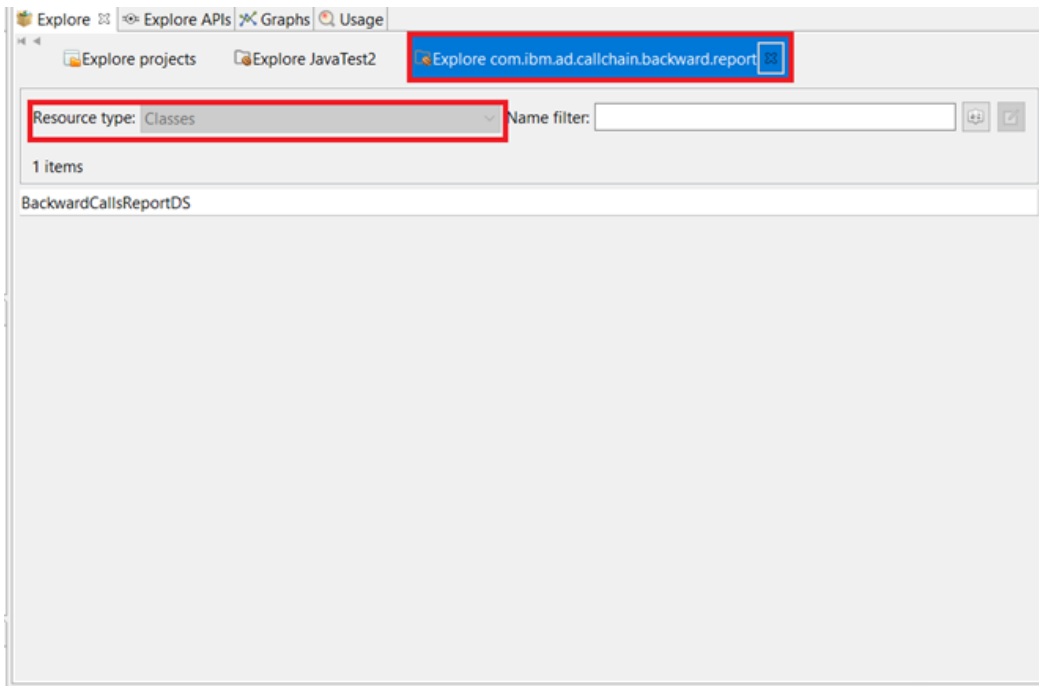 Explore Explore APIs Graphs Usage
Explore projects Explore JavaTest2 Explore com.ibm.ad.callchain.backward.report
Resource type: Classes Name filter:
1 items
BackwardCallsReportDS